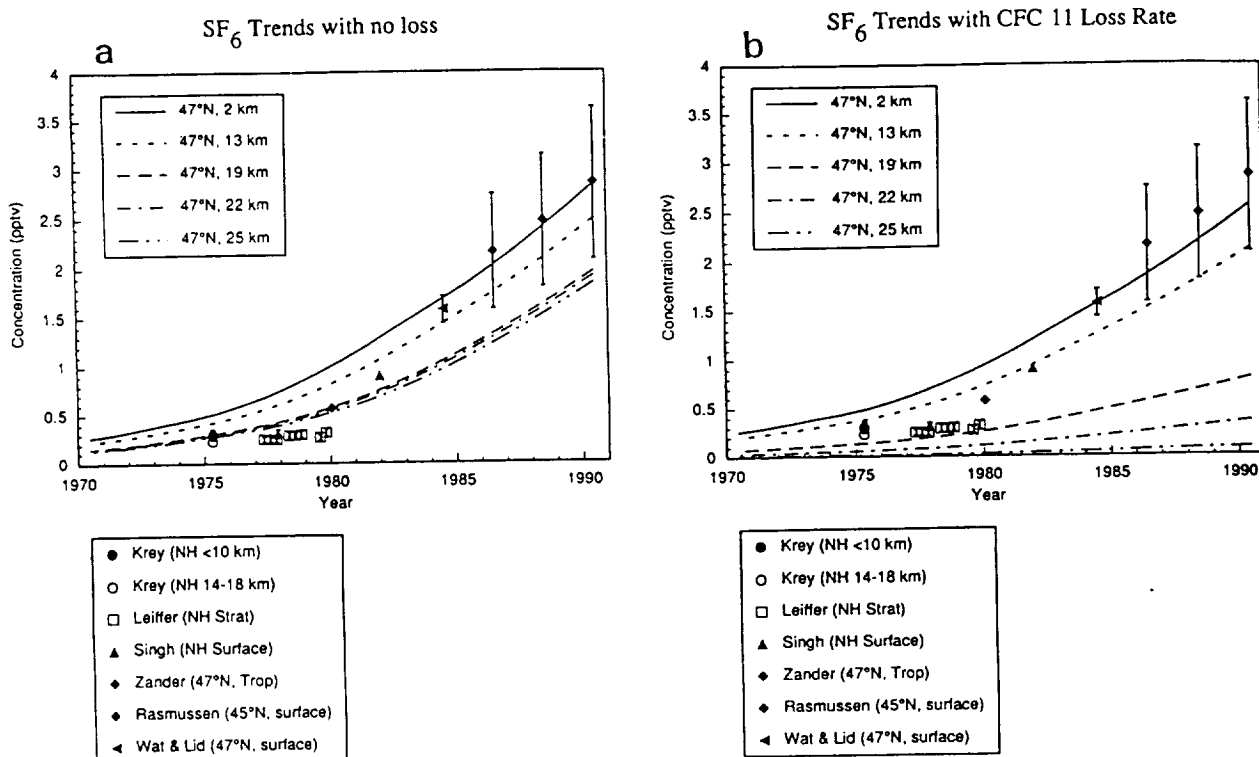 SF6 Trends with no loss
a
47°N, 2 km
47°N, 13 km
47°N, 19 km
47°N, 22 km
47°N, 25 km
Concentration (pptv)
4
3.5
3
2.5
2
1.5
1
0.5
0
1970
1975
1980
1985
1990
Year
Krey (NH <10 km)
Krey (NH 14-18 km)
Leiffer (NH Strat)
Singh (NH Surface)
Zander (47°N, Trop)
Rasmussen (45°N, surface)
Wat & Lid (47°N, surface)
SF6 Trends with CFC 11 Loss Rate
b
47°N, 2 km
47°N, 13 km
47°N, 19 km
47°N, 22 km
47°N, 25 km
Concentration (pptv)
4
3.5
3
2.5
2
1.5
1
0.5
0
1970
1975
1980
1985
1990
Year
Krey (NH <10 km)
Krey (NH 14-18 km)
Leiffer (NH Strat)
Singh (NH Surface)
Zander (47°N, Trop)
Rasmussen (45°N, surface)
Wat & Lid (47°N, surface)